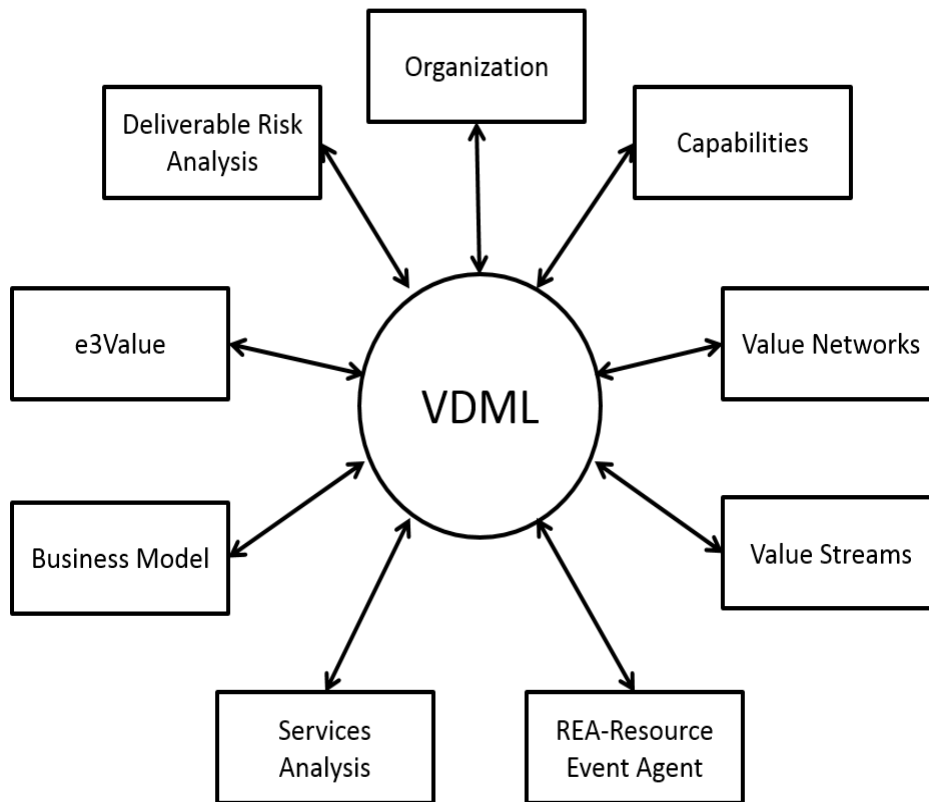 Organization
Deliverable Risk
Analysis
Capabilities
e3Value
Value Networks
VDML
Business Model
Value Streams
Services
Analysis
REA-Resource
Event Agent